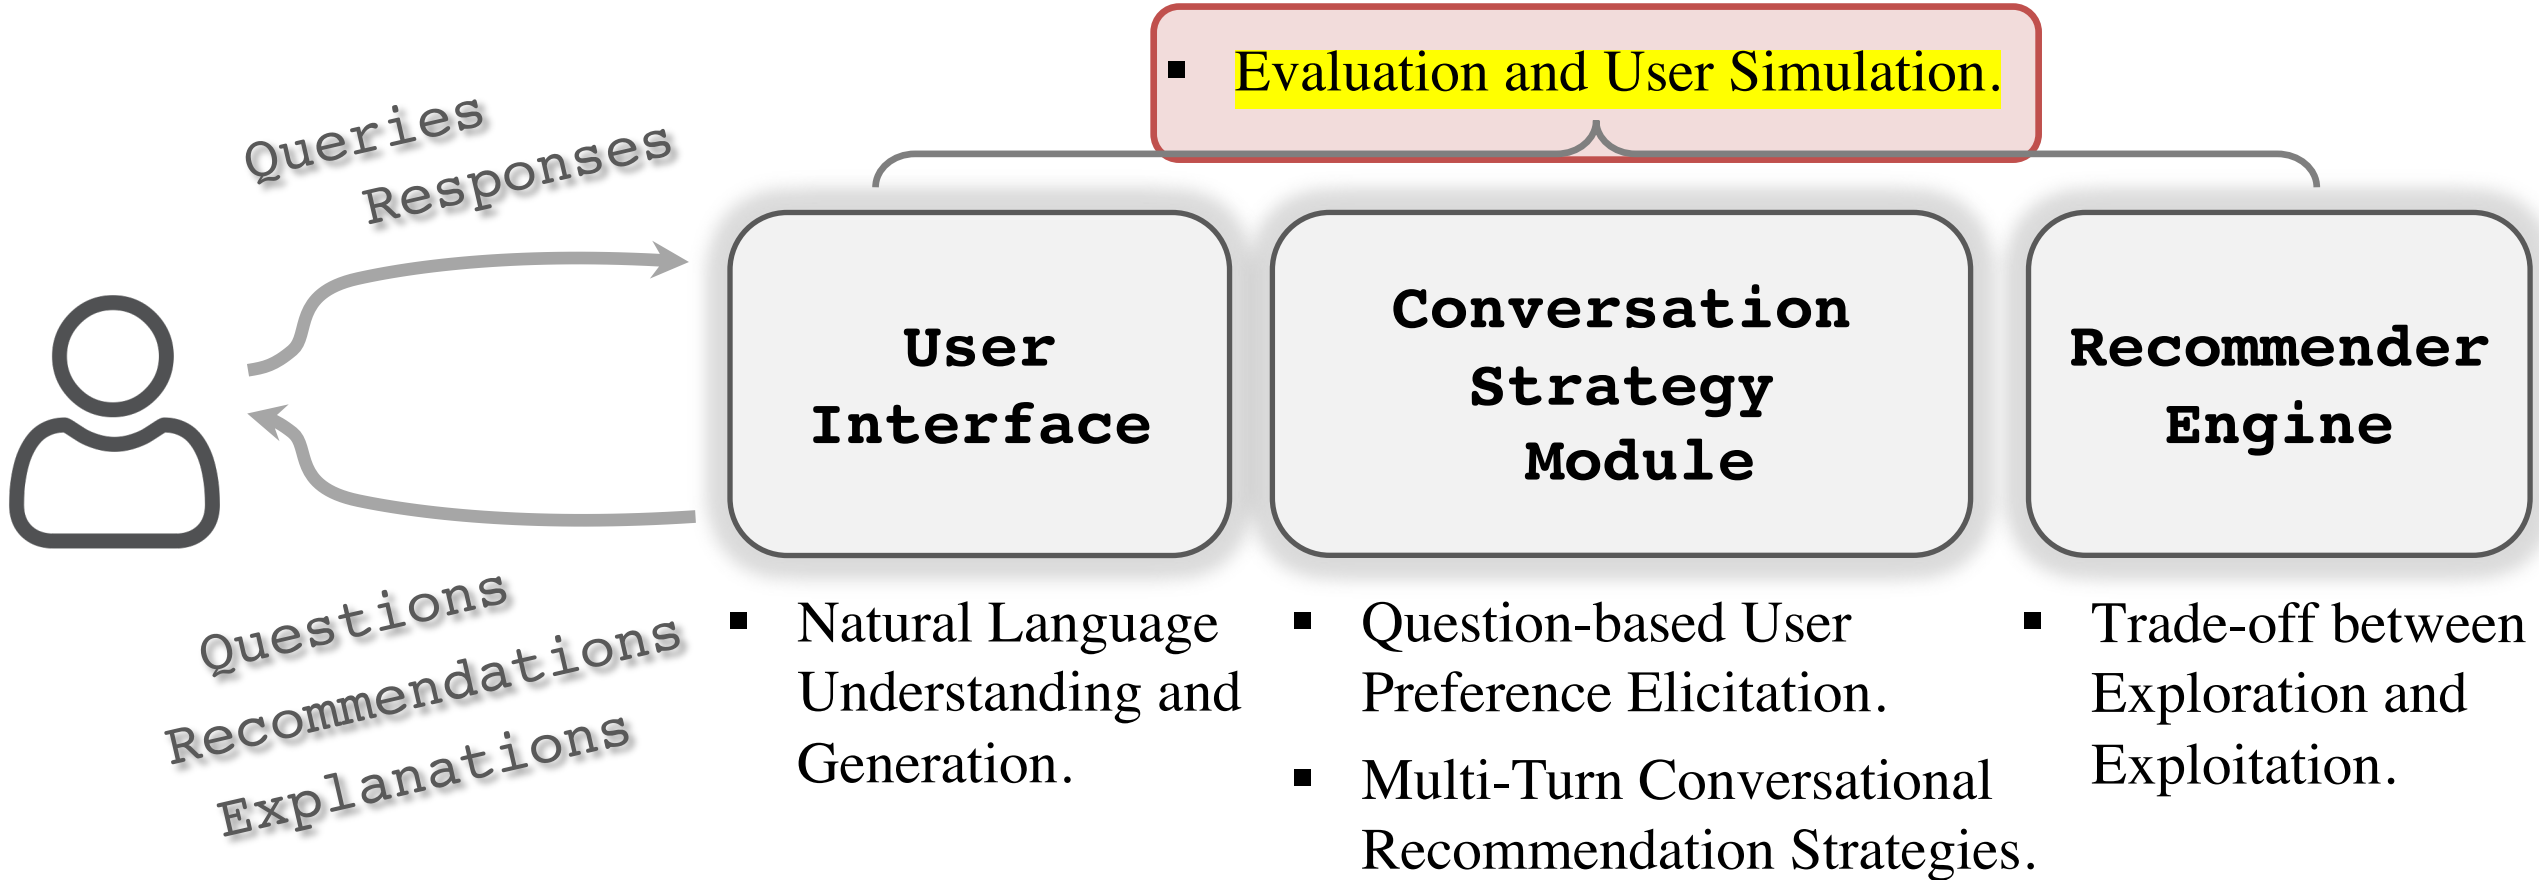 ▪ Evaluation and User Simulation.
Queries
Responses
User
Interface
Conversation
Strategy
Module
Recommender
Engine
Questions
Recommendations
Explanations
▪ Natural Language
Understanding and
Generation.
▪ Question-based User
Preference Elicitation.
▪ Multi-Turn Conversational
Recommendation Strategies.
▪ Trade-off between
Exploration and
Exploitation.